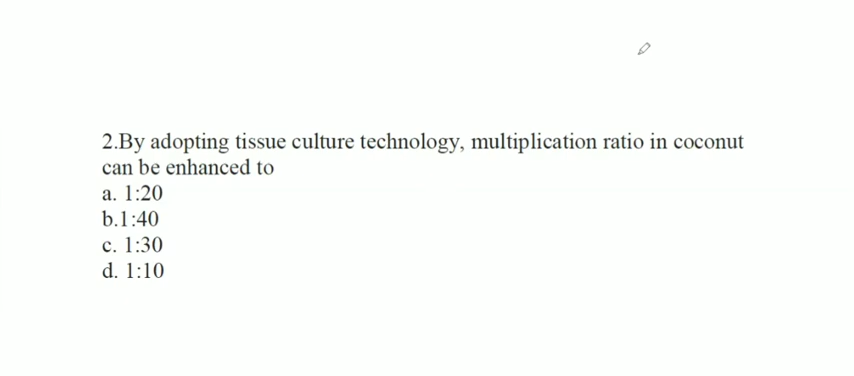 2.By adopting tissue culture technology, multiplication ratio in coconut
can be enhanced to
a. 1:20
b.1:40
c. 1:30
d. 1:10